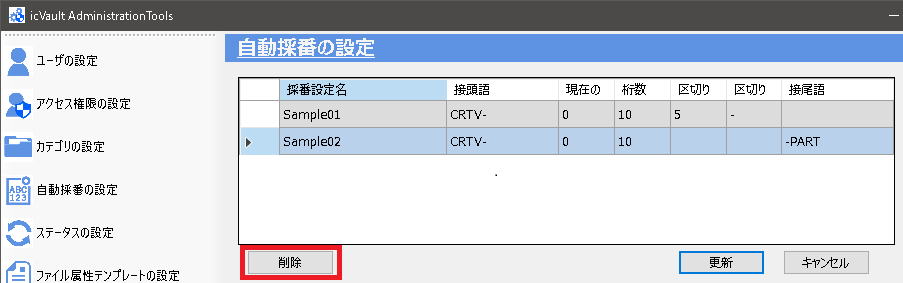 icVault AdministrationTools
ユーザの設定
アクセス権限の設定
カテゴリの設定
ABC
123
自動採番の設定
ステータスの設定
ファイル属性テンプレートの設定
自動採番の設定
採番設定名 接頭語 現在の 桁数 区切り 区切り 接尾語
Sample01 CRTV- 0 10 5 -
Sample02 CRTV- 0 10 -PART
削除 更新 キャンセル